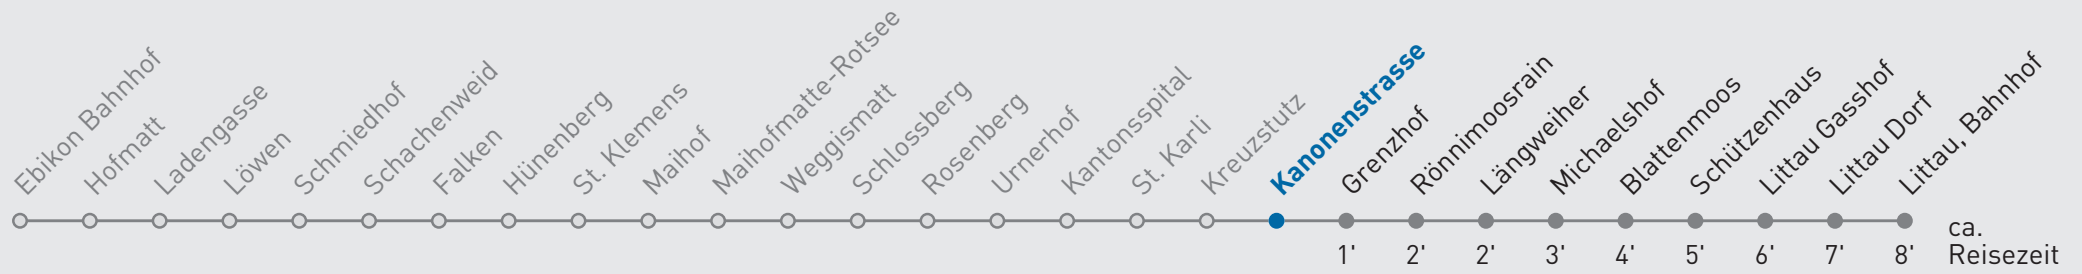 Ebikon Bahnhof
Hofmatt
Ladengasse
Löwen
Schmiedhof
Schachenweid
Falken
Hünenberg
St. Klemens
Maihof
Maihofmatte-Rotsee
Weggismatt
Schlossberg
Rosenberg
Urnerhof
Kantonsspital
St. Karli
Kreuzstutz
Kanonenstrasse
Grenzhof
Rönnimoosrain
Längweiher
Michaelshof
Blattenmoos
Schützenhaus
Littau Gasshof
Littau Dorf
Littau, Bahnhof
1' 2' 2' 3' 4' 5' 6' 7' 8'
ca.
Reisezeit